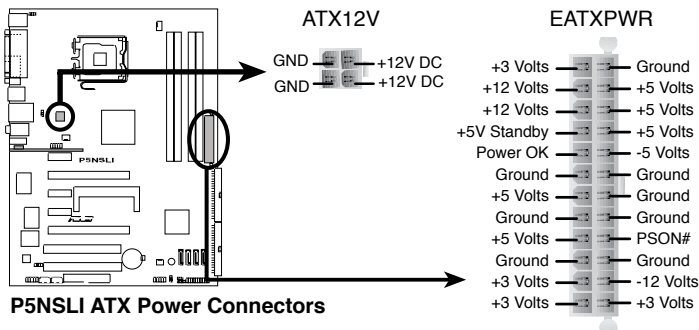 ATX12V
EATXPWR
GND +12V DC
GND +12V DC
+3 Volts Ground
+12 Volts +5 Volts
+12 Volts +5 Volts
+5V Standby +5 Volts
Power OK -5 Volts
Ground Ground
+5 Volts Ground
Ground Ground
+5 Volts PSON#
Ground Ground
+3 Volts -12 Volts
+3 Volts +3 Volts
P5NSLI
P5NSLI ATX Power Connectors